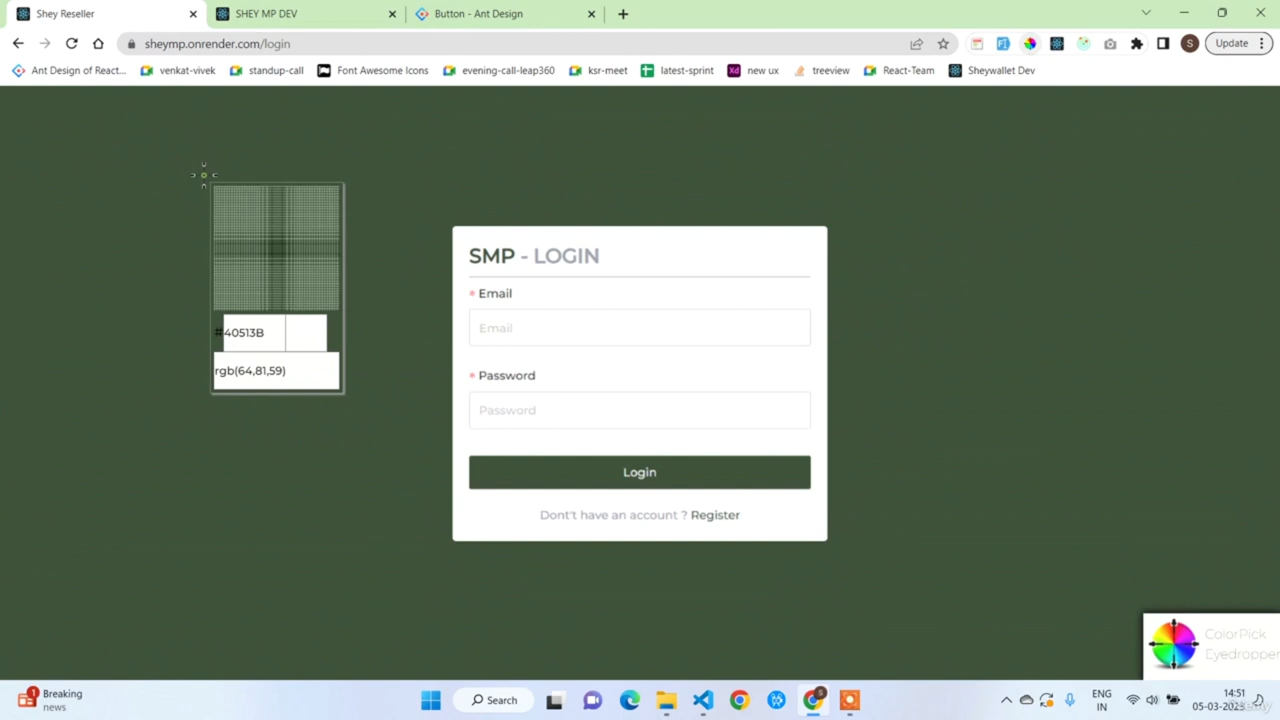 Shey Reseller
SHEY MP DEV
Button - Ant Design
sheymp.onrender.com/login
Update
Ant Design of React...
venkat-vivek
standup-call
Font Awesome Icons
evening-call-leap360
ksr-meet
latest-sprint
Xd new ux
treeview
React-Team
Sheywallet Dev
#40513B
rgb(64,81,59)
SMP - LOGIN
* Email
Email
* Password
Password
Login
Dont't have an account ? Register
ColorPick
Eyedropper
1
Breaking
news
Search
S
ENG
IN
14:51
05-03-2023